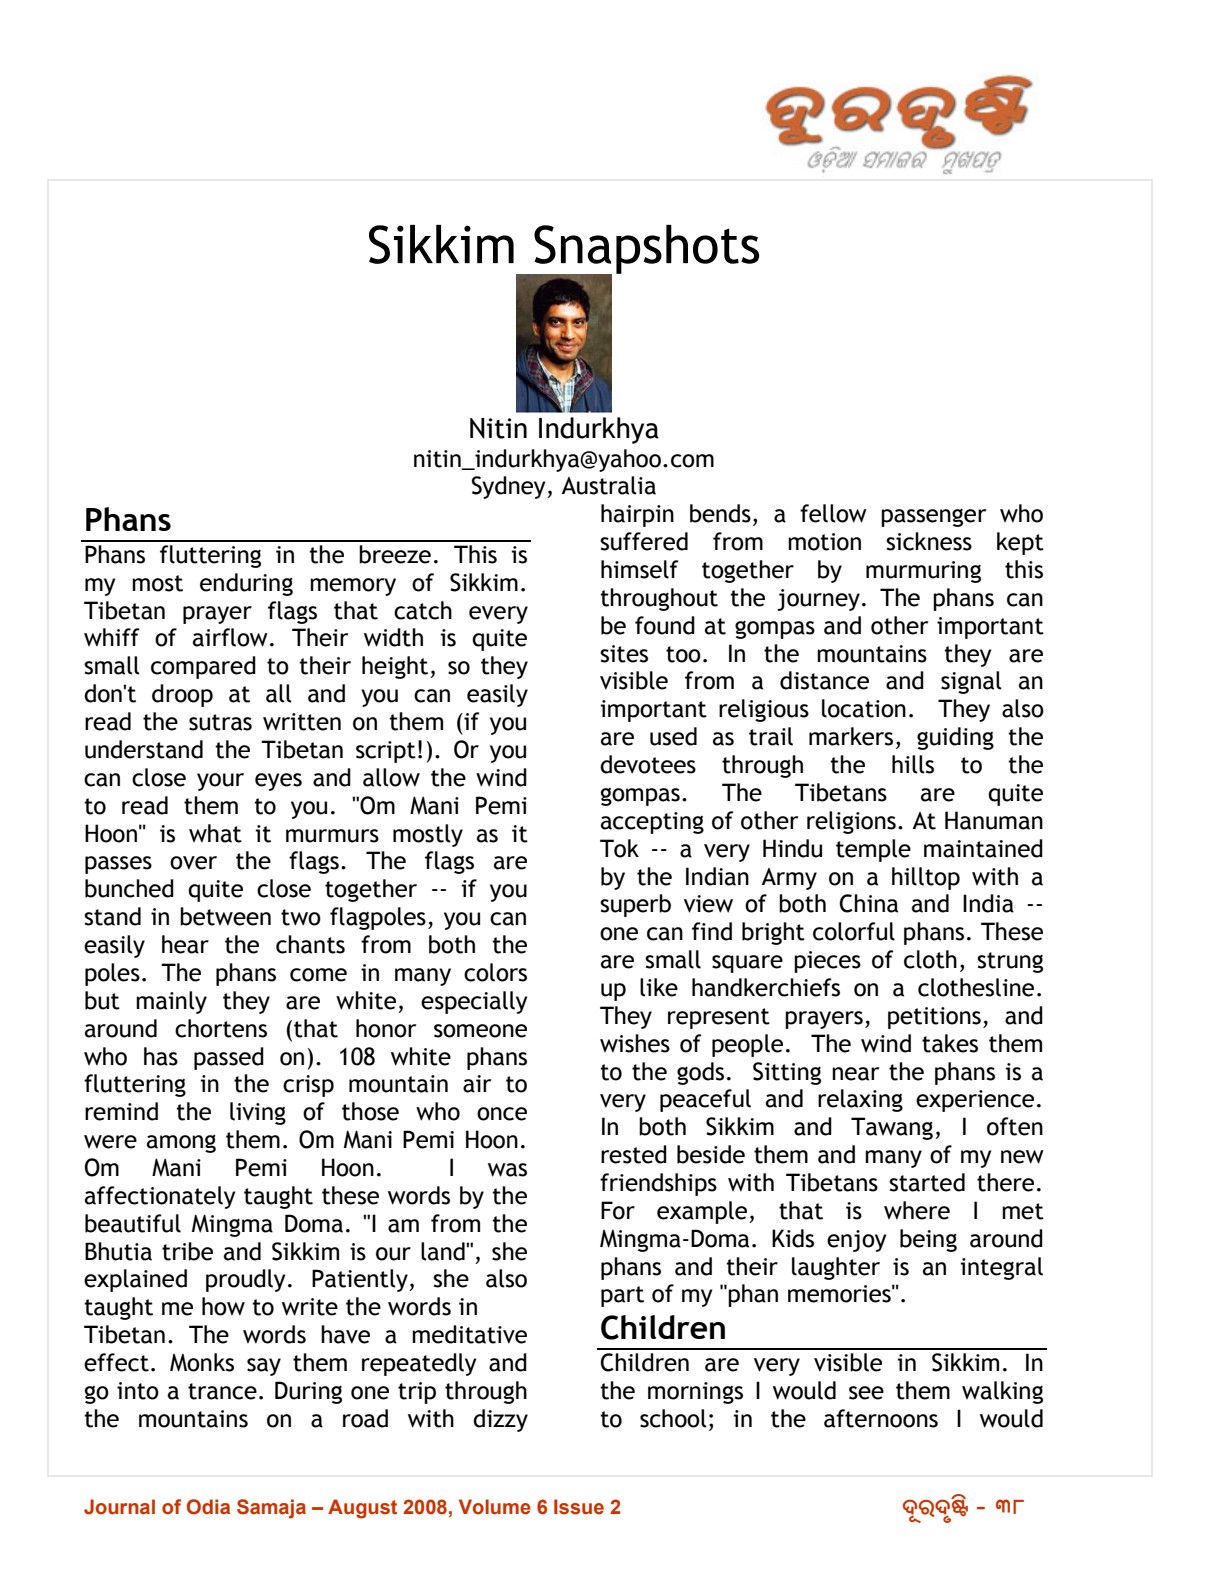 ଦୁରଦୃଷ୍ଟି
ଓଡ଼ିଆ ସମାଜର ମୁଖପତ୍ର
Sikkim Snapshots
Nitin Indurkhya
nitin_indurkhya@yahoo.com
Sydney, Australia
Phans
Phans fluttering in the breeze. This is
my most enduring memory of Sikkim.
Tibetan prayer flags that catch every
whiff of airflow. Their width is quite
small compared to their height, so they
don't droop at all and you can easily
read the sutras written on them (if you
understand the Tibetan script!). Or you
can close your eyes and allow the wind
to read them to you. "Om Mani Pemi
Hoon" is what it murmurs mostly as it
passes over the flags. The flags are
bunched quite close together -- if you
stand in between two flagpoles, you can
easily hear the chants from both the
poles. The phans come in many colors
but mainly they are white, especially
around chortens (that honor someone
who has passed on). 108 white phans
fluttering in the crisp mountain air to
remind the living of those who once
were among them. Om Mani Pemi Hoon.
Om Mani Pemi Hoon. I was
affectionately taught these words by the
beautiful Mingma Doma. "I am from the
Bhutia tribe and Sikkim is our land", she
explained proudly. Patiently, she also
taught me how to write the words in
Tibetan. The words have a meditative
effect. Monks say them repeatedly and
go into a trance. During one trip through
the mountains on a road with dizzy
hairpin bends, a fellow passenger who
suffered from motion sickness kept
himself together by murmuring this
throughout the journey. The phans can
be found at gompas and other important
sites too. In the mountains they are
visible from a distance and signal an
important religious location. They also
are used as trail markers, guiding the
devotees through the hills to the
gompas. The Tibetans are quite
accepting of other religions. At Hanuman
Tok -- a very Hindu temple maintained
by the Indian Army on a hilltop with a
superb view of both China and India --
one can find bright colorful phans. These
are small square pieces of cloth, strung
up like handkerchiefs on a clothesline.
They represent prayers, petitions, and
wishes of people. The wind takes them
to the gods. Sitting near the phans is a
very peaceful and relaxing experience.
In both Sikkim and Tawang, I often
rested beside them and many of my new
friendships with Tibetans started there.
For example, that is where I met
Mingma-Doma. Kids enjoy being around
phans and their laughter is an integral
part of my "phan memories".
Children
Children are very visible in Sikkim. In
the mornings I would see them walking
to school; in the afternoons I would
Journal of Odia Samaja – August 2008, Volume 6 Issue 2
ଦୂରଦୃଷ୍ଟି - ୩୮